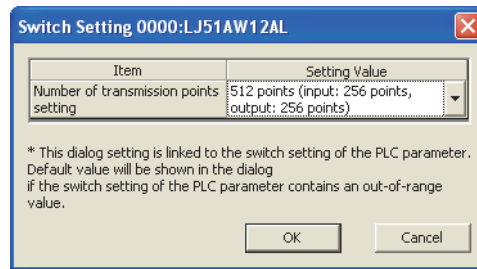 Switch Setting 0000:LJ51AW12AL
Item Setting Value
Number of transmission points 512 points (input: 256 points,
setting output: 256 points)
* This dialog setting is linked to the switch setting of the PLC parameter.
Default value will be shown in the dialog
if the switch setting of the PLC parameter contains an out-of-range
value.
OK Cancel